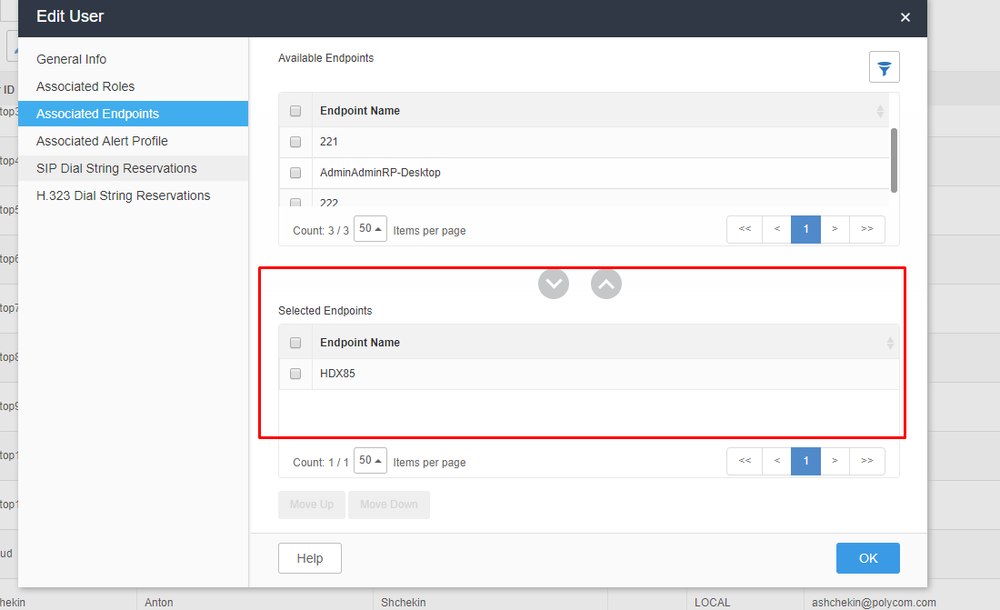 Edit User
General Info
Associated Roles
Associated Endpoints
Associated Alert Profile
SIP Dial String Reservations
H.323 Dial String Reservations
Available Endpoints
Endpoint Name
221
AdminAdminRP-Desktop
222
Count: 3 / 3 50 Items per page
<< < 1 > >>
Selected Endpoints
Endpoint Name
HDX85
Count: 1 / 1 50 Items per page
<< < 1 > >>
Move Up Move Down
Help OK
ID
top3
top4
top5
top6
top7
top8
top9
top1
top1
ud
hekin Anton Shchekin LOCAL ashchekin@polycom.com